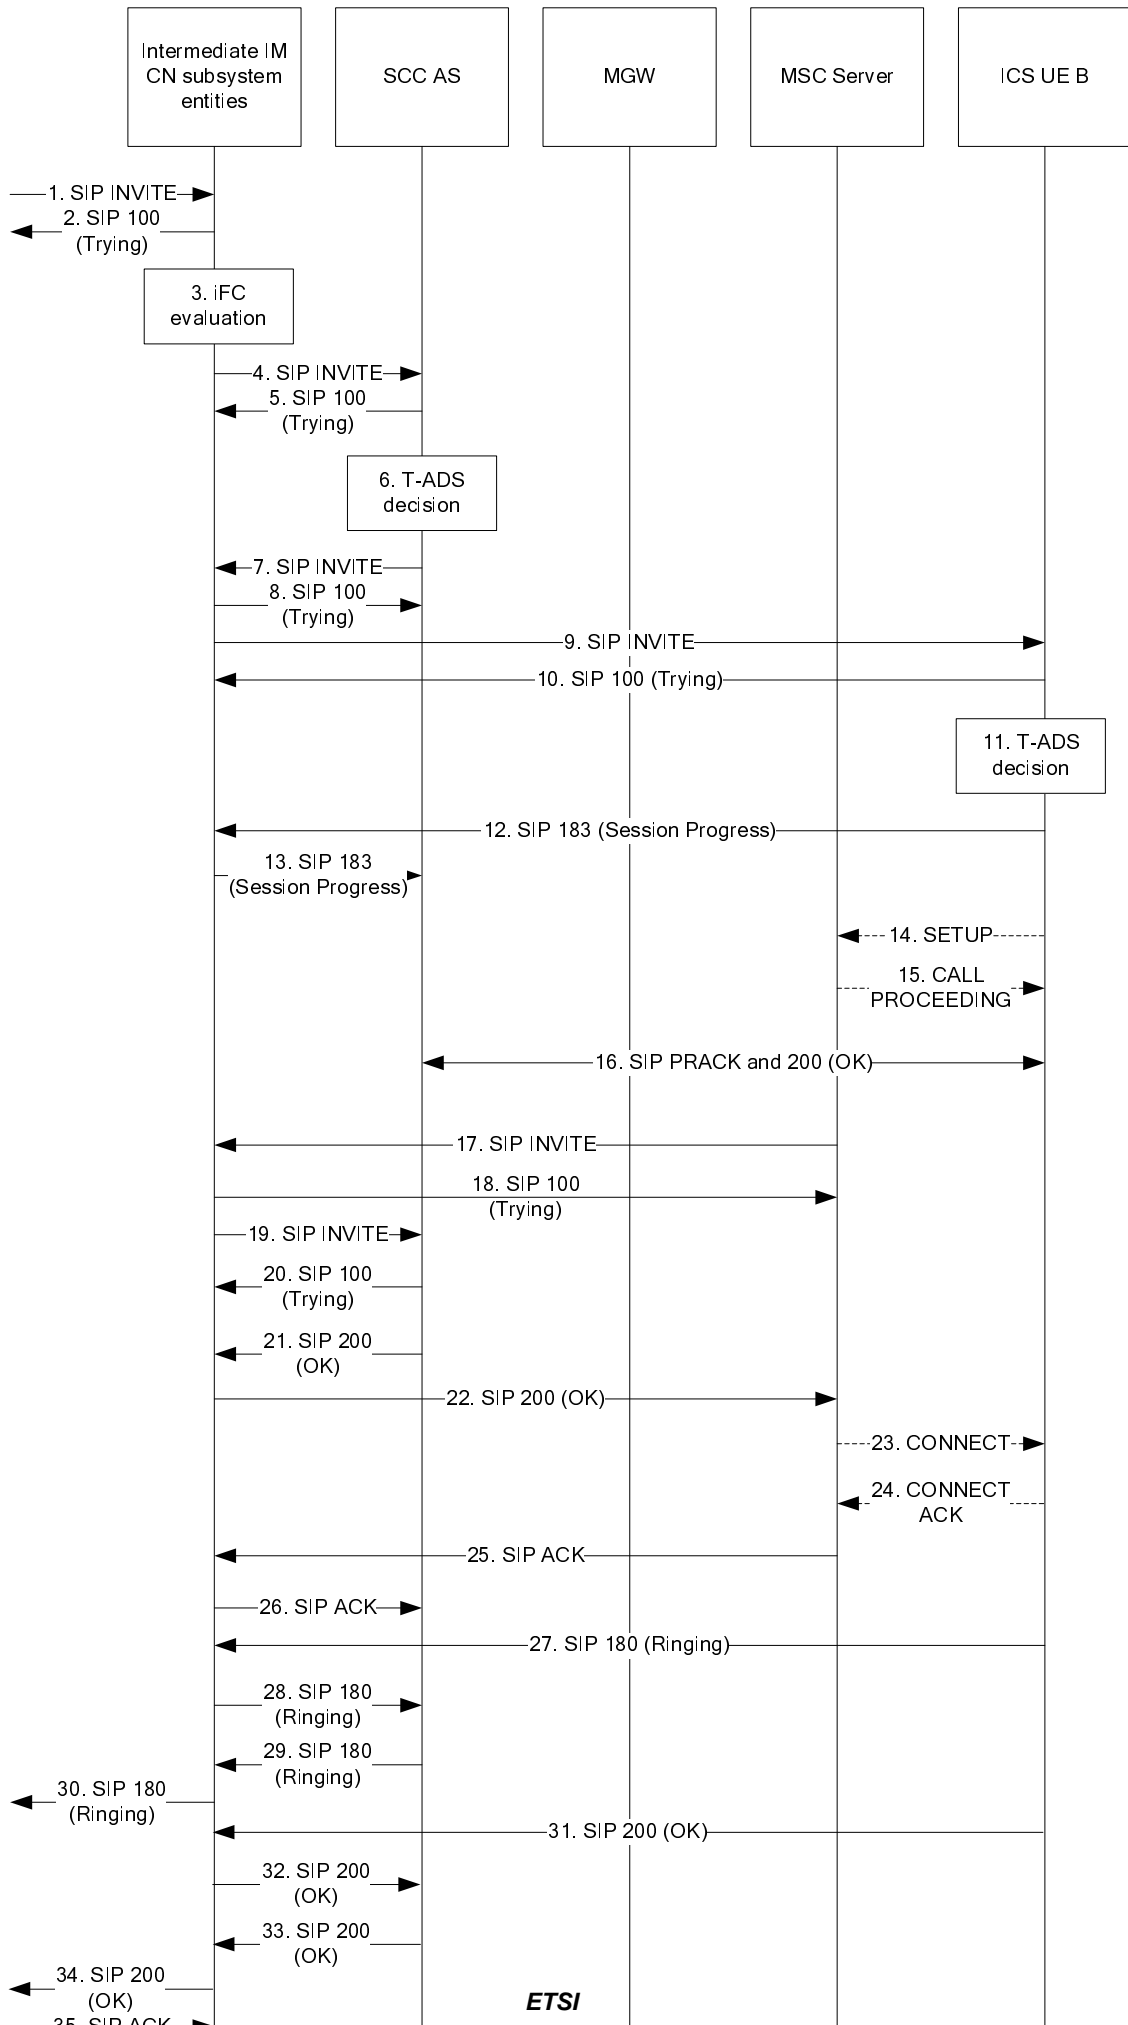 Intermediate IM
CN subsystem
entities
SCC AS
MGW
MSC Server
ICS UE B
1. SIP INVITE
2. SIP 100
(Trying)
3. iFC
evaluation
4. SIP INVITE
5. SIP 100
(Trying)
6. T-ADS
decision
7. SIP INVITE
8. SIP 100
(Trying)
9. SIP INVITE
10. SIP 100 (Trying)
11. T-ADS
decision
12. SIP 183 (Session Progress)
13. SIP 183
(Session Progress)
14. SETUP
15. CALL
PROCEEDING
16. SIP PRACK and 200 (OK)
17. SIP INVITE
18. SIP 100
(Trying)
19. SIP INVITE
20. SIP 100
(Trying)
21. SIP 200
(OK)
22. SIP 200 (OK)
23. CONNECT
24. CONNECT
ACK
25. SIP ACK
26. SIP ACK
27. SIP 180 (Ringing)
28. SIP 180
(Ringing)
29. SIP 180
(Ringing)
30. SIP 180
(Ringing)
31. SIP 200 (OK)
32. SIP 200
(OK)
33. SIP 200
(OK)
34. SIP 200
(OK)
ETSI
35. SIP ACK